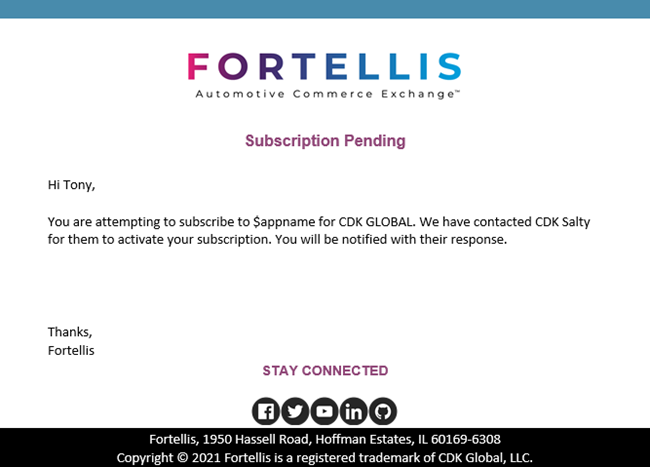 FORTELLIS
Automotive Commerce Exchange™
Subscription Pending
Hi Tony,
You are attempting to subscribe to $appname for CDK GLOBAL. We have contacted CDK Salty
for them to activate your subscription. You will be notified with their response.
Thanks,
Fortellis
STAY CONNECTED
Fortellis, 1950 Hassell Road, Hoffman Estates, IL 60169-6308
Copyright © 2021 Fortellis is a registered trademark of CDK Global, LLC.